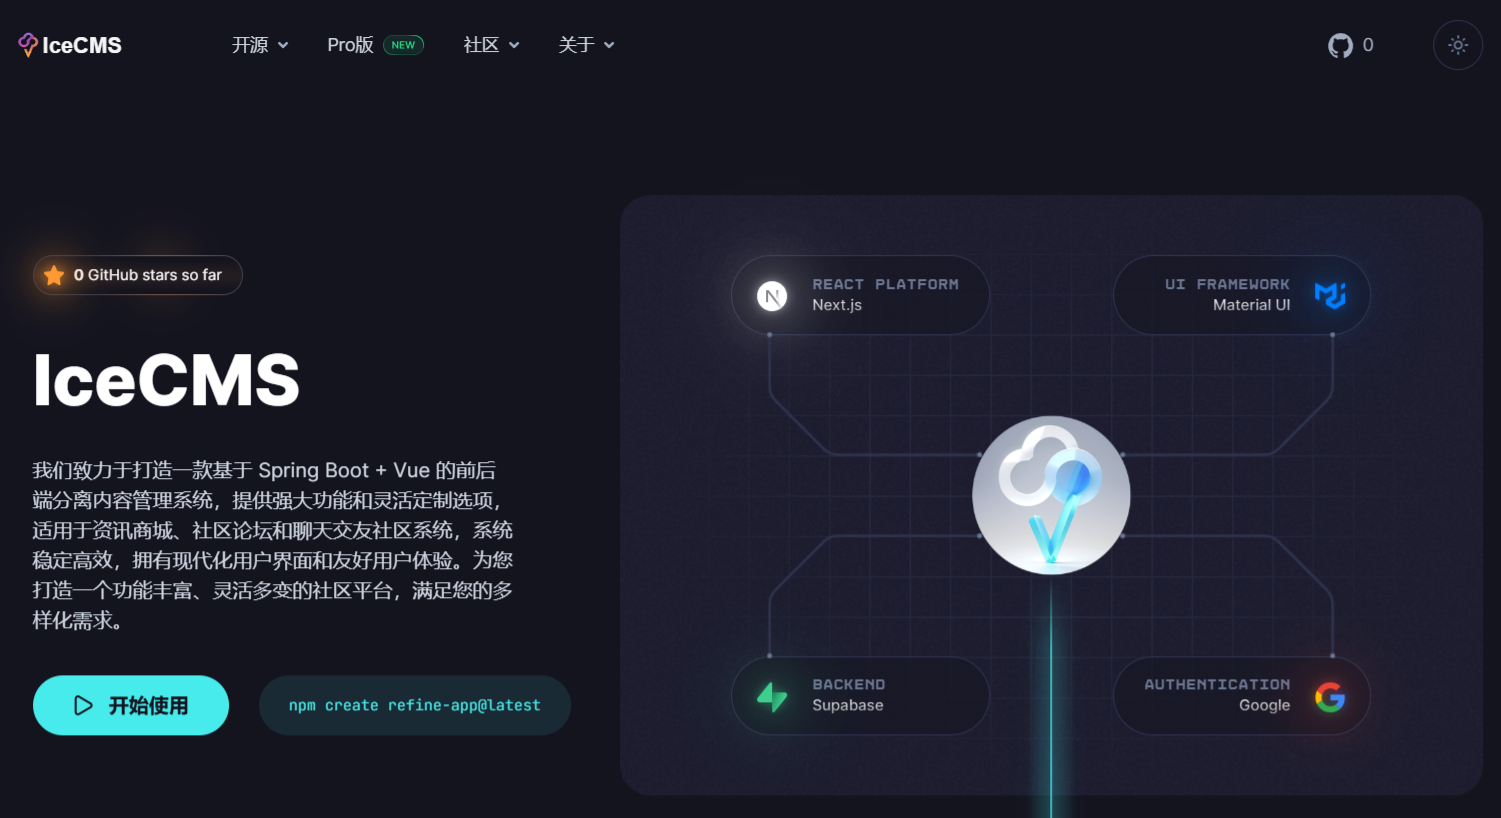 IceCMS
开源
Pro版 NEW
社区
关于
0
0 GitHub stars so far
IceCMS
我们致力于打造一款基于 Spring Boot + Vue 的前后
端分离内容管理系统，提供强大功能和灵活定制选项，
适用于资讯商城、社区论坛和聊天交友社区系统，系统
稳定高效，拥有现代化用户界面和友好用户体验。为您
打造一个功能丰富、灵活多变的社区平台，满足您的多
样化需求。
开始使用
npm create refine-app@latest
REACT PLATFORM
Next.js
UI FRAMEWORK
Material UI
BACKEND
Supabase
AUTHENTICATION
Google